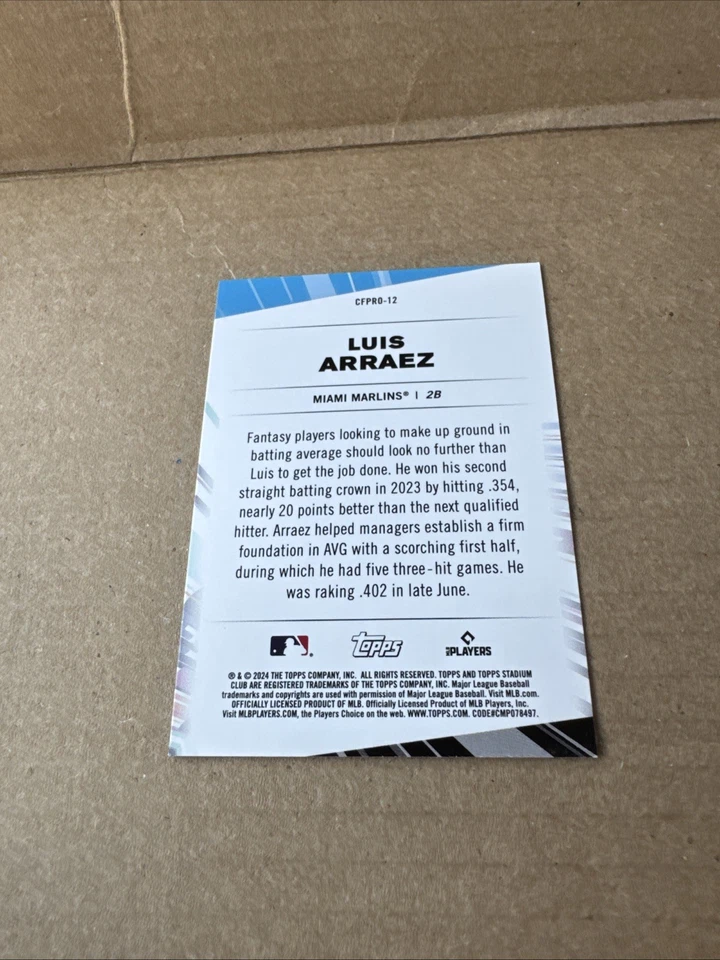 CFPRO-12
LUIS
ARRAEZ
MIAMI MARLINS® | 2B
Fantasy players looking to make up ground in
batting average should look no further than
Luis to get the job done. He won his second
straight batting crown in 2023 by hitting .354,
nearly 20 points better than the next qualified
hitter. Arraez helped managers establish a firm
foundation in AVG with a scorching first half,
during which he had five three-hit games. He
was raking .402 in late June.
topps
MLBPLAYERS
® & © 2024 THE TOPPS COMPANY, INC. ALL RIGHTS RESERVED. TOPPS AND TOPPS STADIUM
CLUB ARE REGISTERED TRADEMARKS OF THE TOPPS COMPANY, INC. Major League Baseball
trademarks and copyrights are used with permission of Major League Baseball. Visit MLB.com.
OFFICIALLY LICENSED PRODUCT OF MLB. Officially Licensed Product of MLB Players, Inc.
Visit MLBPLAYERS.COM, the Players Choice on the web. WWW.TOPPS.COM. CODE#CMP078497.